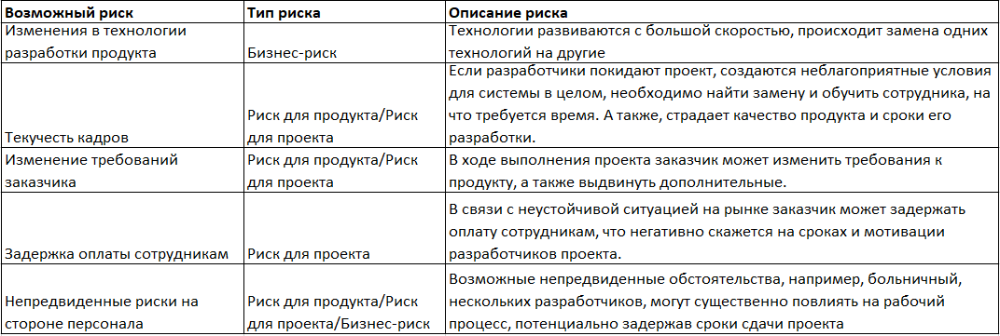 Возможный риск
Тип риска
Описание риска
Изменения в технологии
разработки продукта
Бизнес-риск
Технологии развиваются с большой скоростью, происходит замена одних
технологий на другие
Текучесть кадров
Риск для продукта/Риск
для проекта
Если разработчики покидают проект, создаются неблагоприятные условия
для системы в целом, необходимо найти замену и обучить сотрудника, на
что требуется время. А также, страдает качество продукта и сроки его
разработки.
Изменение требований
заказчика
Риск для продукта/Риск
для проекта
В ходе выполнения проекта заказчик может изменить требования к
продукту, а также выдвинуть дополнительные.
Задержка оплаты сотрудникам
Риск для проекта
В связи с неустойчивой ситуацией на рынке заказчик может задержать
оплату сотрудникам, что негативно скажется на сроках и мотивации
разработчиков проекта.
Непредвиденные риски на
стороне персонала
Риск для продукта/Риск
для проекта/Бизнес-риск
Возможные непредвиденные обстоятельства, например, больничный,
нескольких разработчиков, могут существенно повлиять на рабочий
процесс, потенциально задержав сроки сдачи проекта